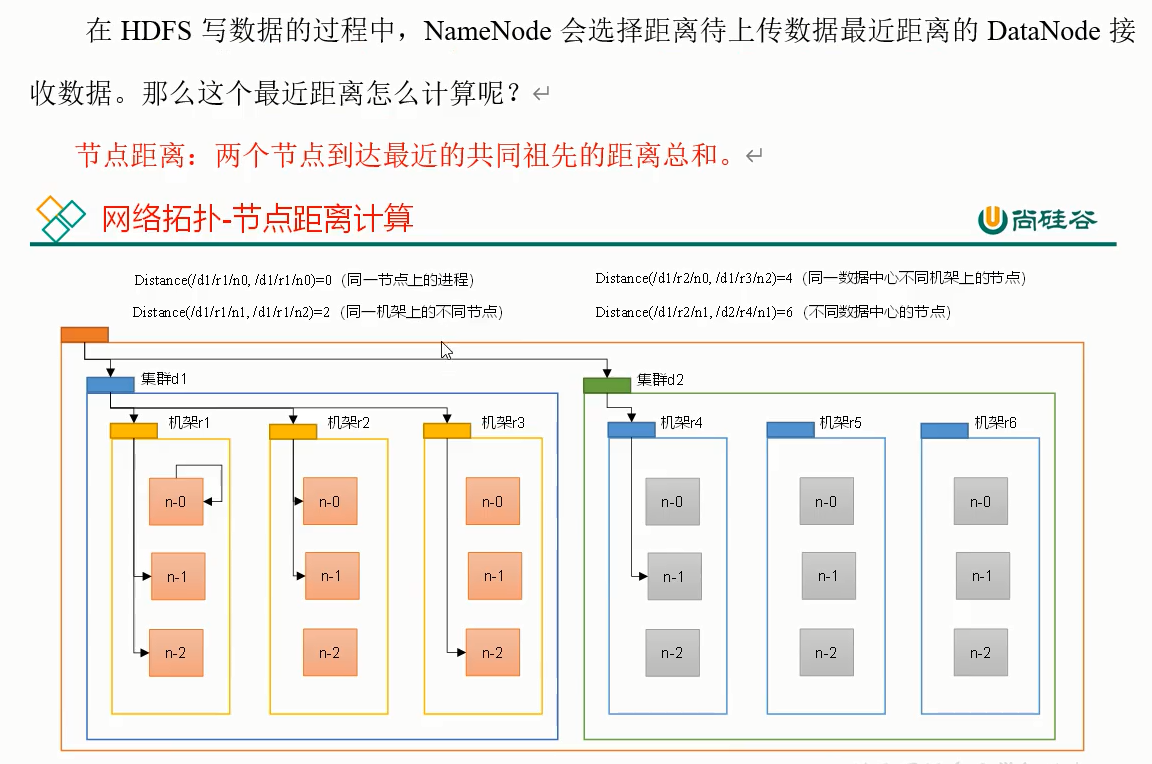 在 HDFS 写数据的过程中，NameNode 会选择距离待上传数据最近距离的 DataNode 接
收数据。那么这个最近距离怎么计算呢？
节点距离：两个节点到达最近的共同祖先的距离总和。
网络拓扑-节点距离计算
尚硅谷
Distance(/d1/r1/n0, /d1/r1/n0)=0（同一节点上的进程）
Distance(/d1/r2/n0, /d1/r3/n2)=4（同一数据中心不同机架上的节点）
Distance(/d1/r1/n1, /d1/r1/n2)=2（同一机架上的不同节点）
Distance(/d1/r2/n1, /d2/r4/n1)=6（不同数据中心的节点）
集群d1
集群d2
机架r1
机架r2
机架r3
机架r4
机架r5
机架r6
n-0
n-0
n-0
n-0
n-0
n-0
n-1
n-1
n-1
n-1
n-1
n-1
n-2
n-2
n-2
n-2
n-2
n-2